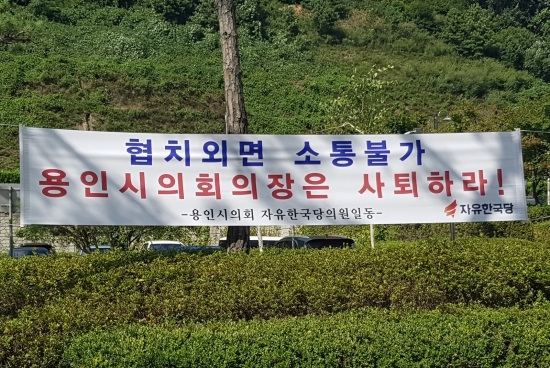 협치외면 소통불가
용인시의회의장은 사퇴하라!
-용인시의회 자유한국당의원일동-
자유한국당